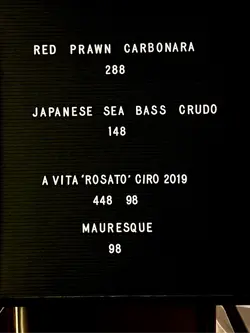 RED PRAWN CARBONARA
288
JAPANESE SEA BASS CRUDO
148
A VITA 'ROSATO' CIRO 2019
448 98
MAURESQUE
98